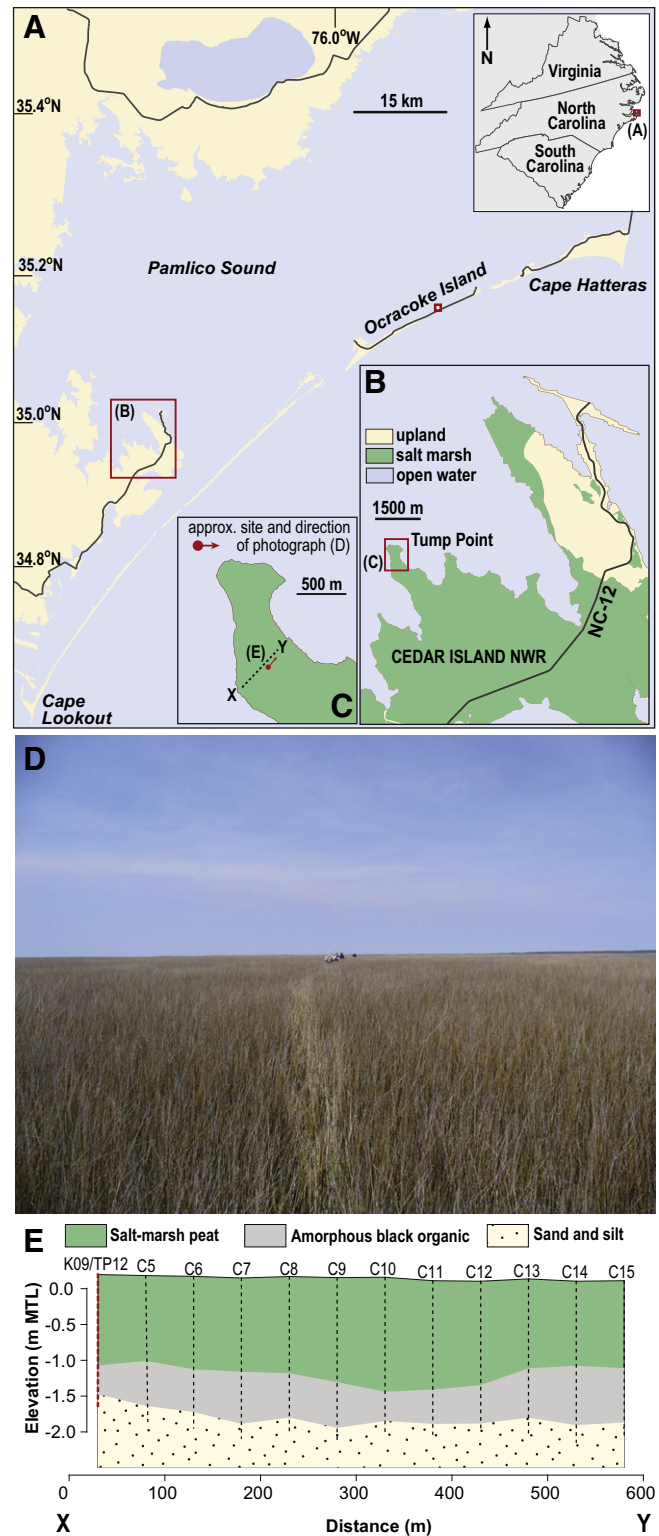 A
76.0°W
35.4°N
15 km
N
Virginia
North
Carolina
(A)
South
Carolina
35.2°N
Pamlico Sound
Ocracoke Island
Cape Hatteras
35.0°N
(B)
34.8°N
Cape
Lookout
B
upland
salt marsh
open water
1500 m
(C)
Tump Point
NC-12
CEDAR ISLAND NWR
approx. site and direction
of photograph (D)
500 m
(E)
Y
X
C
D
E
Salt-marsh peat
Amorphous black organic
Sand and silt
K09/TP12 C5 C6 C7 C8 C9 C10 C11 C12 C13 C14 C15
Elevation (m MTL)
0.0
-0.5
-1.0
-1.5
-2.0
0 100 200 300 400 500 600
X Distance (m) Y